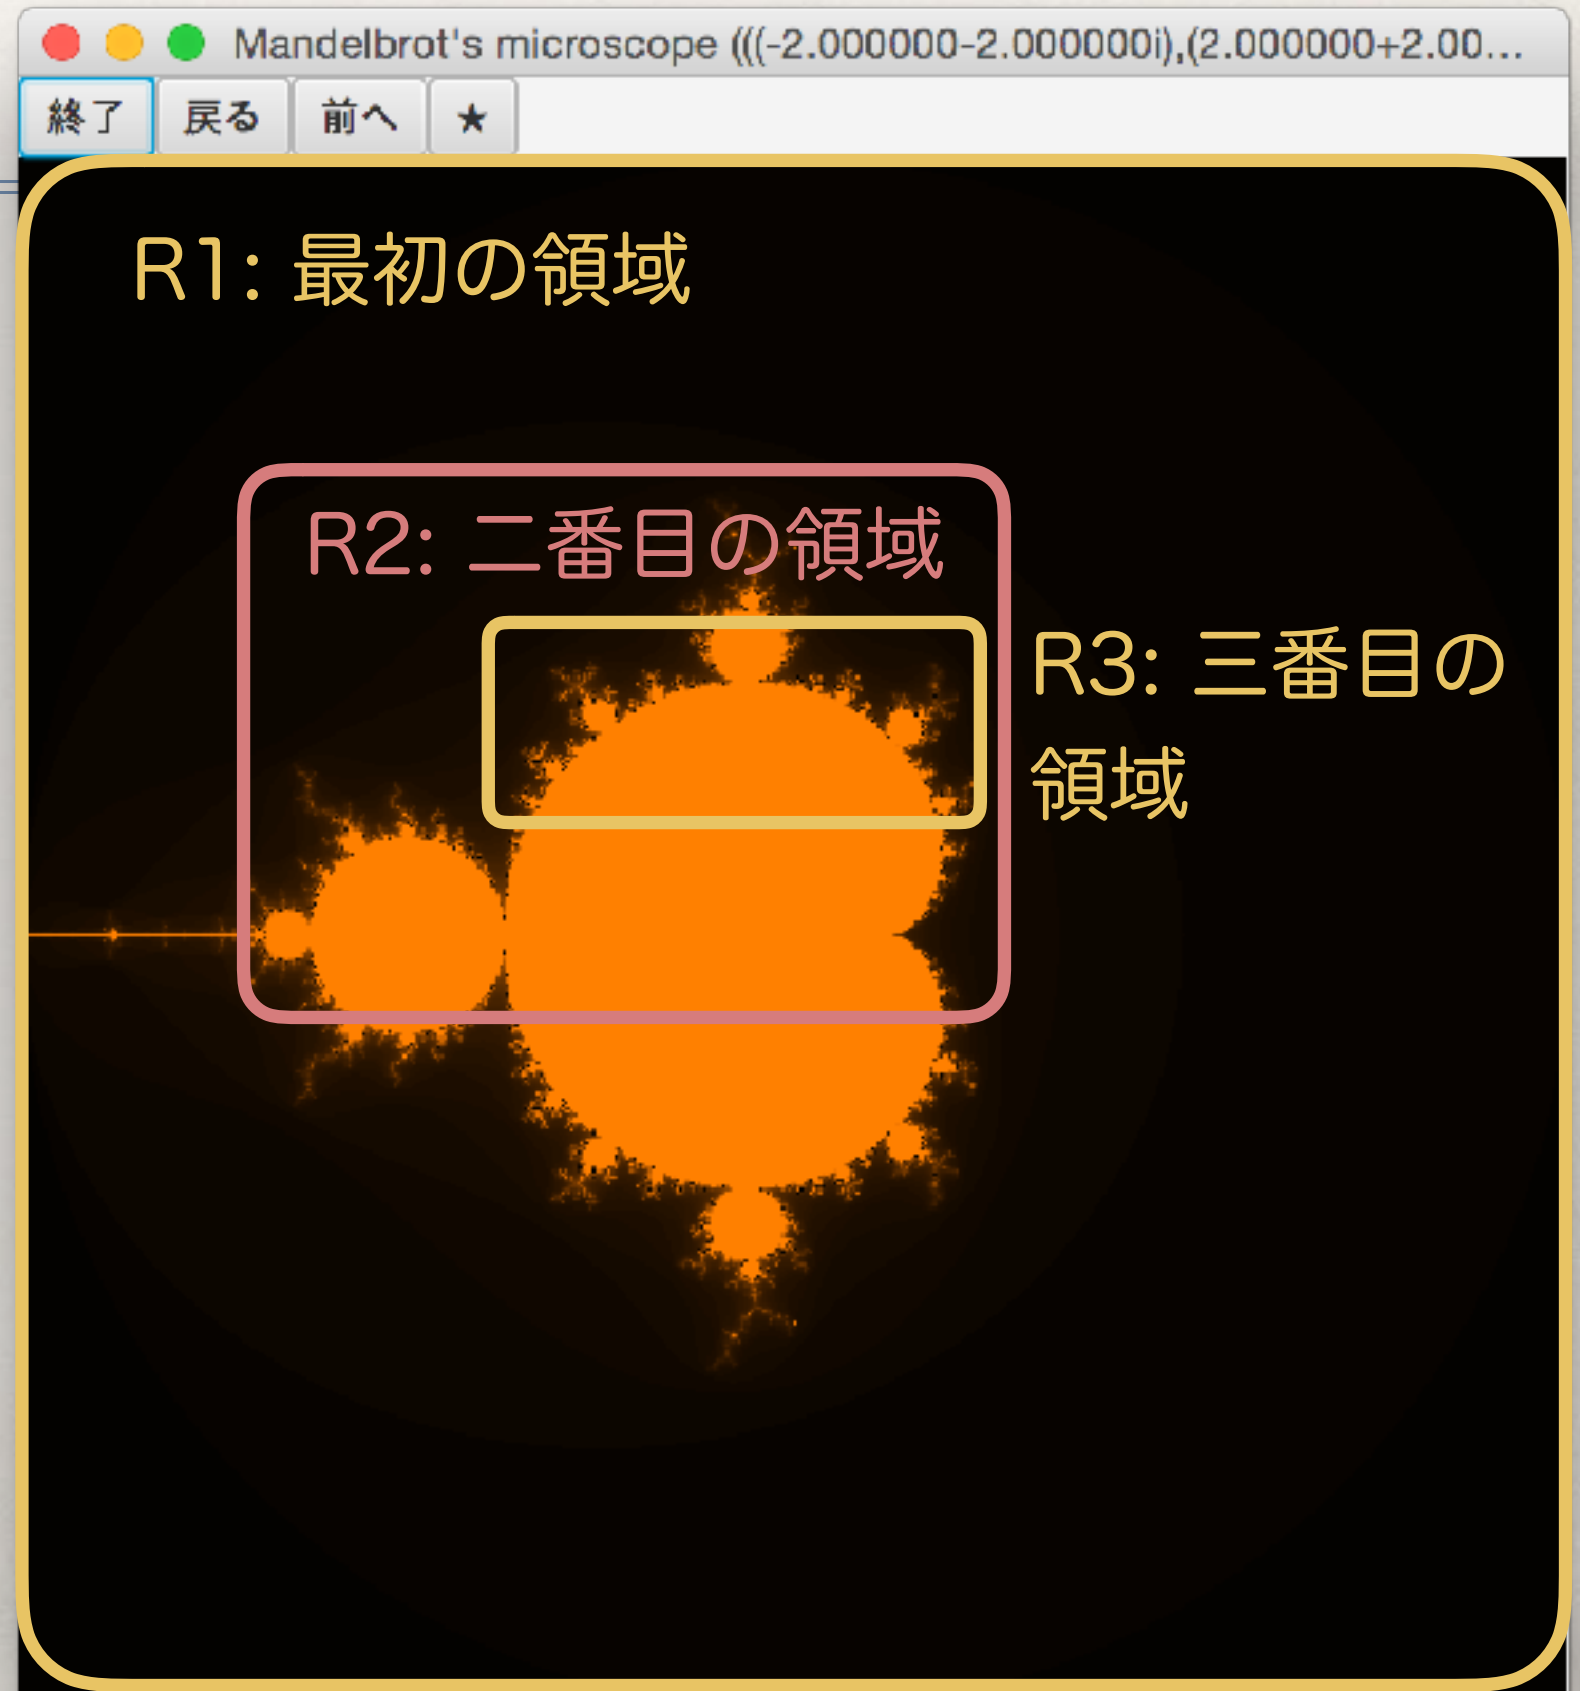 Mandelbrot's microscope (((-2.000000-2.000000i),(2.000000+2.00...
終了 戻る 前へ ★
R1: 最初の領域
R2: 二番目の領域
R3: 三番目の
領域